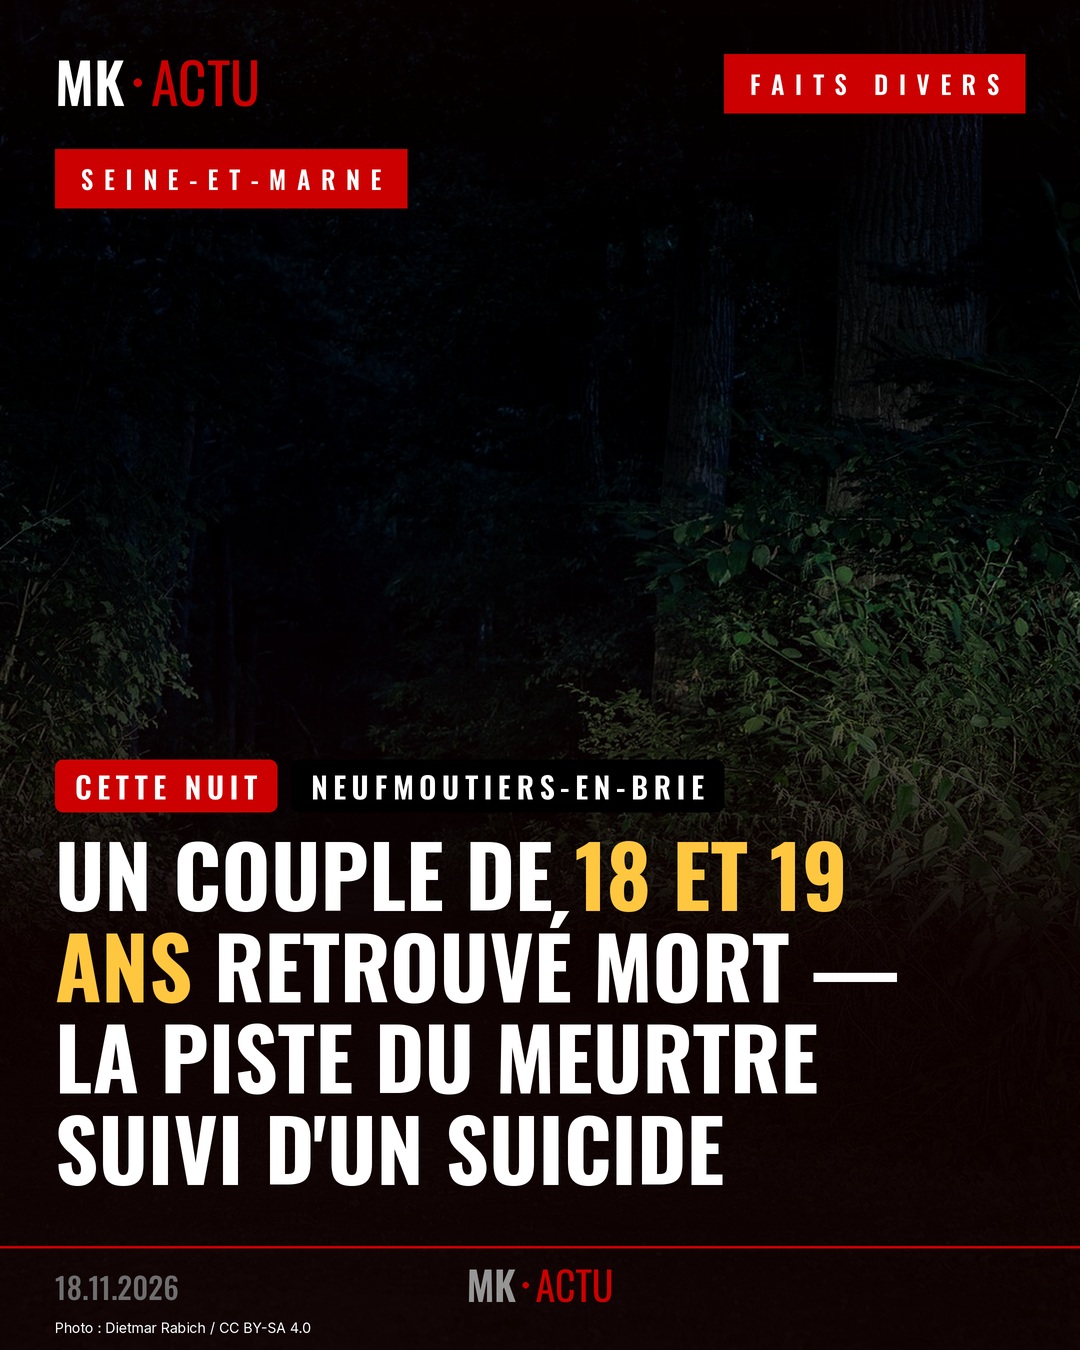 MK·ACTU
FAITS DIVERS
SEINE-ET-MARNE
CETTE NUIT
NEUFMOUTIERS-EN-BRIE
UN COUPLE DE 18 ET 19
ANS RETROUVÉ MORT —
LA PISTE DU MEURTRE
SUIVI D'UN SUICIDE
18.11.2026
MK·ACTU
Photo : Dietmar Rabich / CC BY-SA 4.0